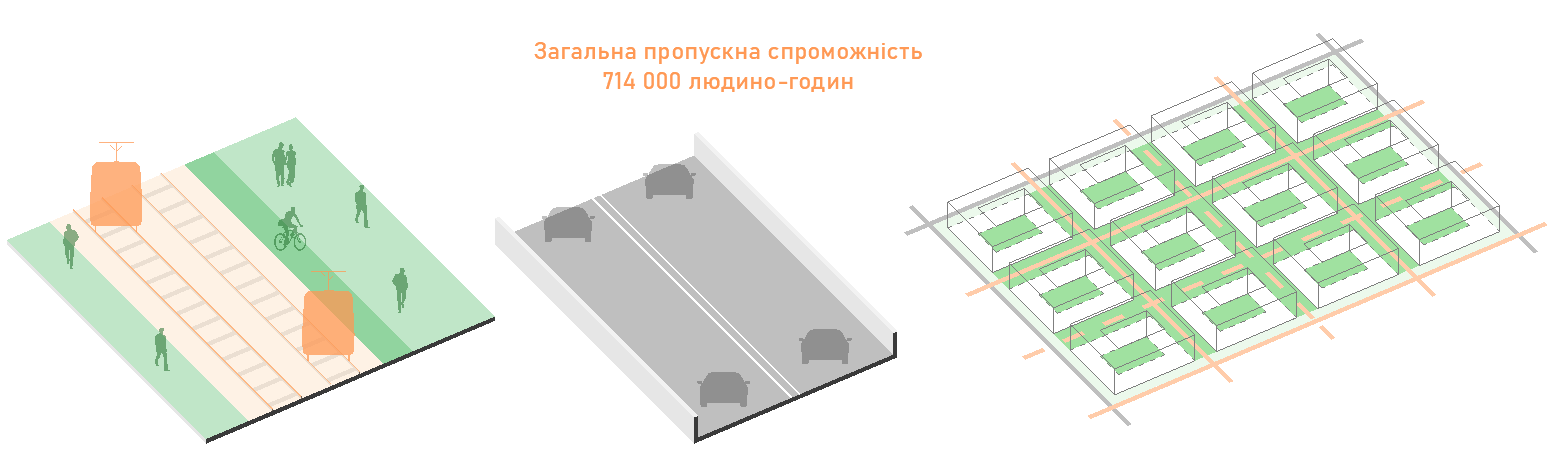 Загальна пропускна спроможність
714 000 людино-годин